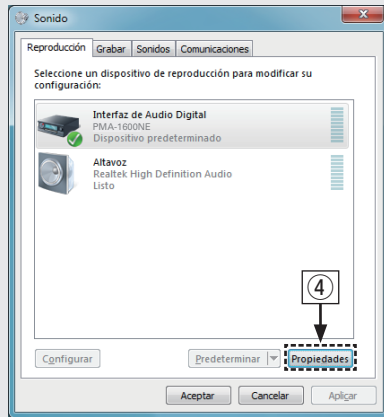 Sonido
Reproducción Grabar Sonidos Comunicaciones
Seleccione un dispositivo de reproducción para modificar su
configuración:
Interfaz de Audio Digital
PMA-1600NE
Dispositivo predeterminado
Altavoz
Realtek High Definition Audio
Listo
④
Configurar Predeterminar Propiedades
Aceptar Cancelar Aplicar